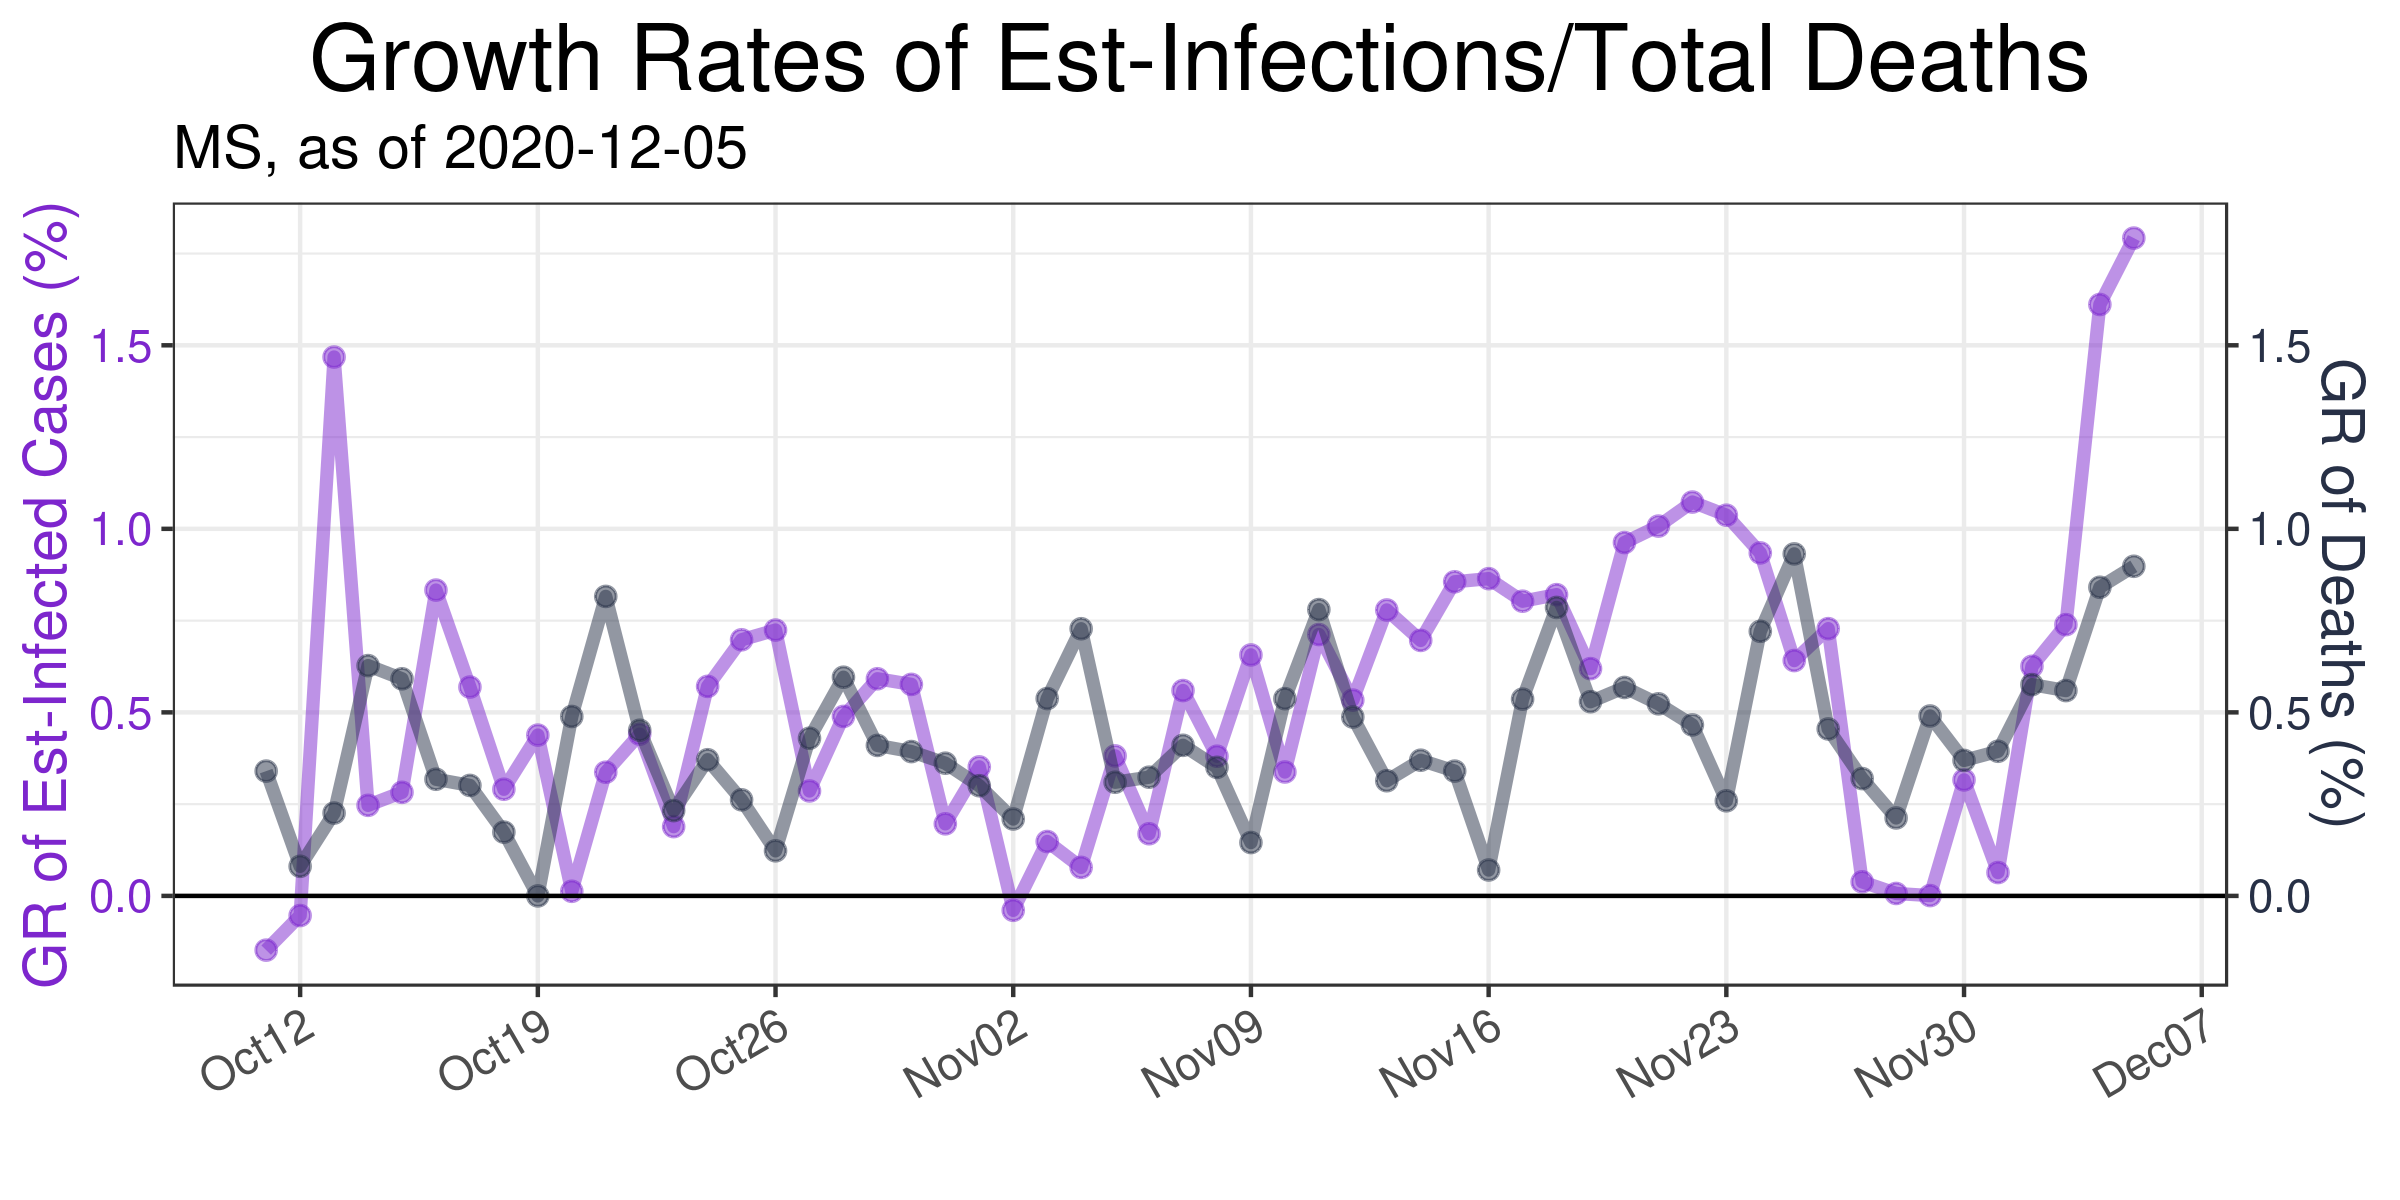 Growth Rates of Est-Infections/Total Deaths
MS, as of 2020-12-05
GR of Est-Infected Cases (%)
1.5
1.0
0.5
0.0
1.5
1.0
0.5
0.0
GR of Deaths (%)
Oct12
Oct19
Oct26
Nov02
Nov09
Nov16
Nov23
Nov30
Dec07